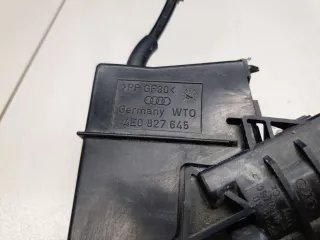 >PP GF30<
Germany WTO
4E0 827 645